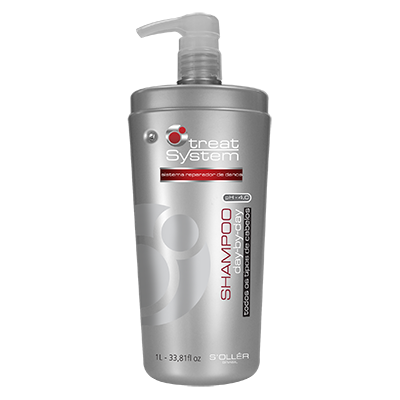 treat
System
sistema reparador de danos
pH - 4,0
SHAMPOO
day-by-day
todos os tipos de cabelos
1L - 33,81fl oz
S'OLLÉR